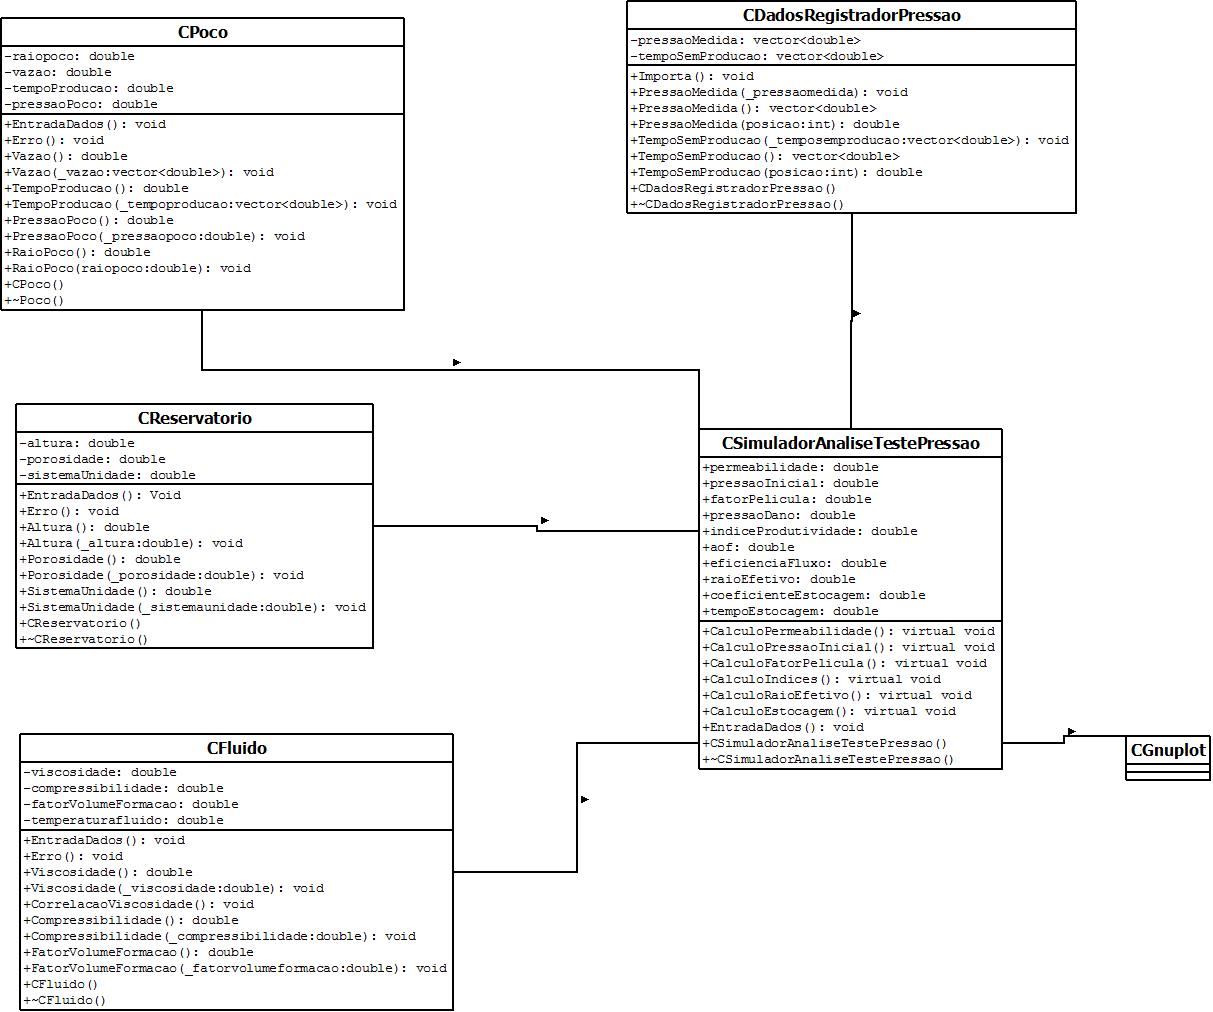 CPoco
-raiopoco: double
-vazao: double
-tempoProducao: double
-pressaoPoco: double
+EntradaDados(): void
+Erro(): void
+Vazao(): double
+Vazao(_vazao:vector<double>): void
+TempoProducao(): double
+TempoProducao(_tempoproducao:vector<double>): void
+PressaoPoco(): double
+PressaoPoco(_pressaopoco:double): void
+RaioPoco(): double
+RaioPoco(raiopoco:double): void
+CPoco()
+~Poco()
CDadosRegistradorPressao
-pressaoMedida: vector<double>
-tempoSemProducao: vector<double>
+Importa(): void
+PressaoMedida(_pressaomedida): void
+PressaoMedida(): vector<double>
+PressaoMedida(posicao:int): double
+TempoSemProducao(_temposemproducao:vector<double>): void
+TempoSemProducao(): vector<double>
+TempoSemProducao(posicao:int): double
+CDadosRegistradorPressao()
+~CDadosRegistradorPressao()
CReservatorio
-altura: double
-porosidade: double
-sistemaUnidade: double
+EntradaDados(): Void
+Erro(): void
+Altura(): double
+Altura(_altura:double): void
+Porosidade(): double
+Porosidade(_porosidade:double): void
+SistemaUnidade(): double
+SistemaUnidade(_sistemaunidade:double): void
+CReservatorio()
+~CReservatorio()
CSimuladorAnaliseTestePressao
+permeabilidade: double
+pressaoInicial: double
+fatorPelicula: double
+pressaoDano: double
+indiceProdutividade: double
+aof: double
+eficienciaFluxo: double
+raioEfetivo: double
+coeficienteEstocagem: double
+tempoEstocagem: double
+CalculoPermeabilidade(): virtual void
+CalculoPressaoInicial(): virtual void
+CalculoFatorPelicula(): virtual void
+CalculoIndices(): virtual void
+CalculoRaioEfetivo(): virtual void
+CalculoEstocagem(): virtual void
+EntradaDados(): void
+CSimuladorAnaliseTestePressao()
+~CSimuladorAnaliseTestePressao()
CGnuplot
CFluido
-viscosidade: double
-compressibilidade: double
-fatorVolumeFormacao: double
-temperaturafluido: double
+EntradaDados(): void
+Erro(): void
+Viscosidade(): double
+Viscosidade(_viscosidade:double): void
+CorrelacaoViscosidade(): void
+Compressibilidade(): double
+Compressibilidade(_compressibilidade:double): void
+FatorVolumeFormacao(): double
+FatorVolumeFormacao(_fatorvolumeformacao:double): void
+CFluido()
+~CFluido()